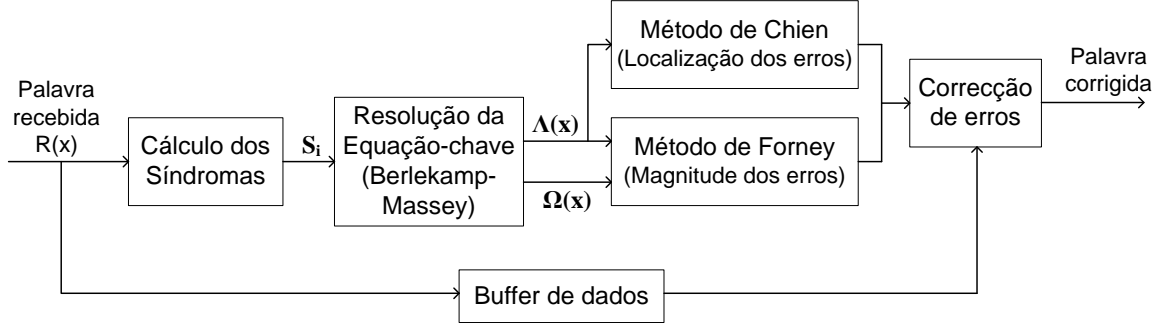 Palavra
recebida
R(x)
Cálculo dos
Síndromas
Sᵢ
Resolução da
Equação-chave
(Berlekamp-
Massey)
Λ(x)
Ω(x)
Método de Chien
(Localização dos erros)
Método de Forney
(Magnitude dos erros)
Correcção
de erros
Palavra
corrigida
Buffer de dados